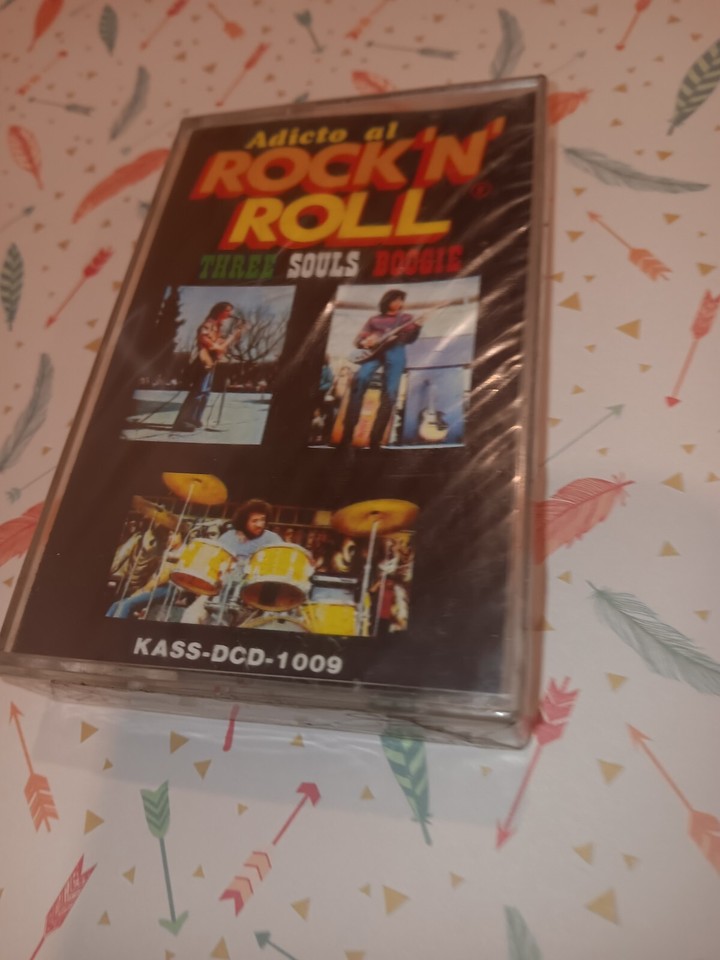 Adicto al
ROCK'N'
ROLL
THREE SOULS BOOGIE
KASS-DCD-1009